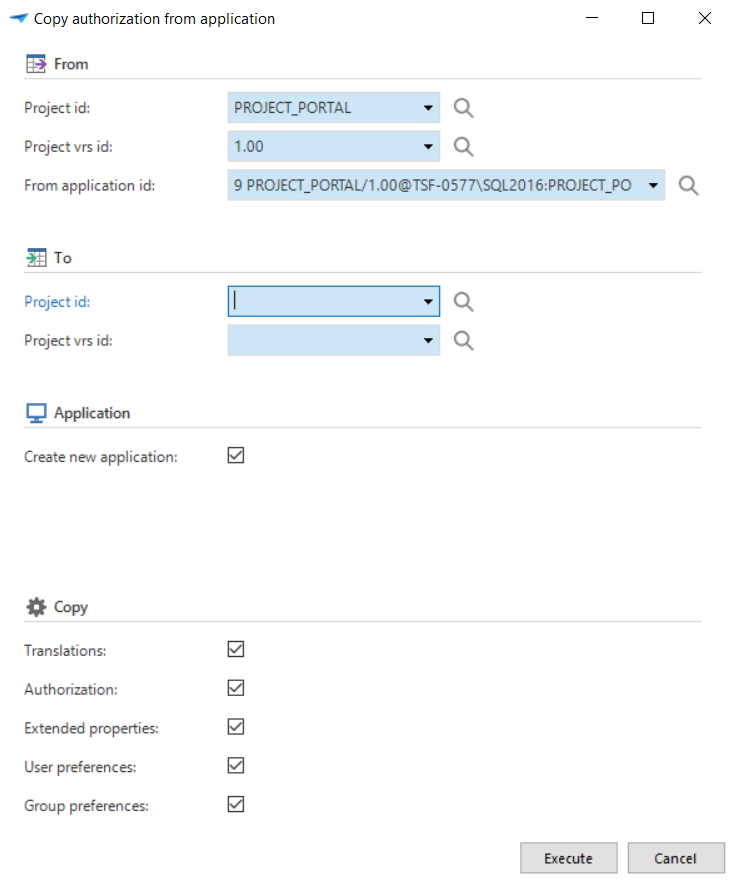 Copy authorization from application
From
Project id: PROJECT_PORTAL
Project vrs id: 1.00
From application id: 9 PROJECT_PORTAL/1.00@TSF-0577\SQL2016:PROJECT_PO
To
Project id:
Project vrs id:
Application
Create new application:
Copy
Translations:
Authorization:
Extended properties:
User preferences:
Group preferences:
Execute Cancel